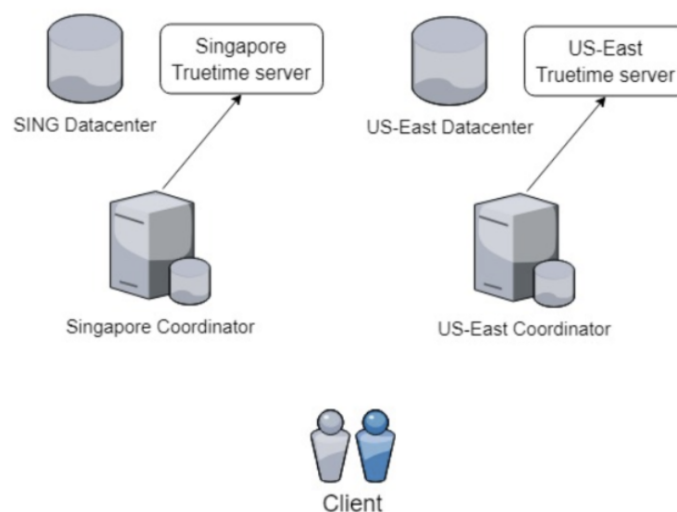 Singapore
Truetime server
US-East
Truetime server
SING Datacenter
US-East Datacenter
Singapore Coordinator
US-East Coordinator
Client